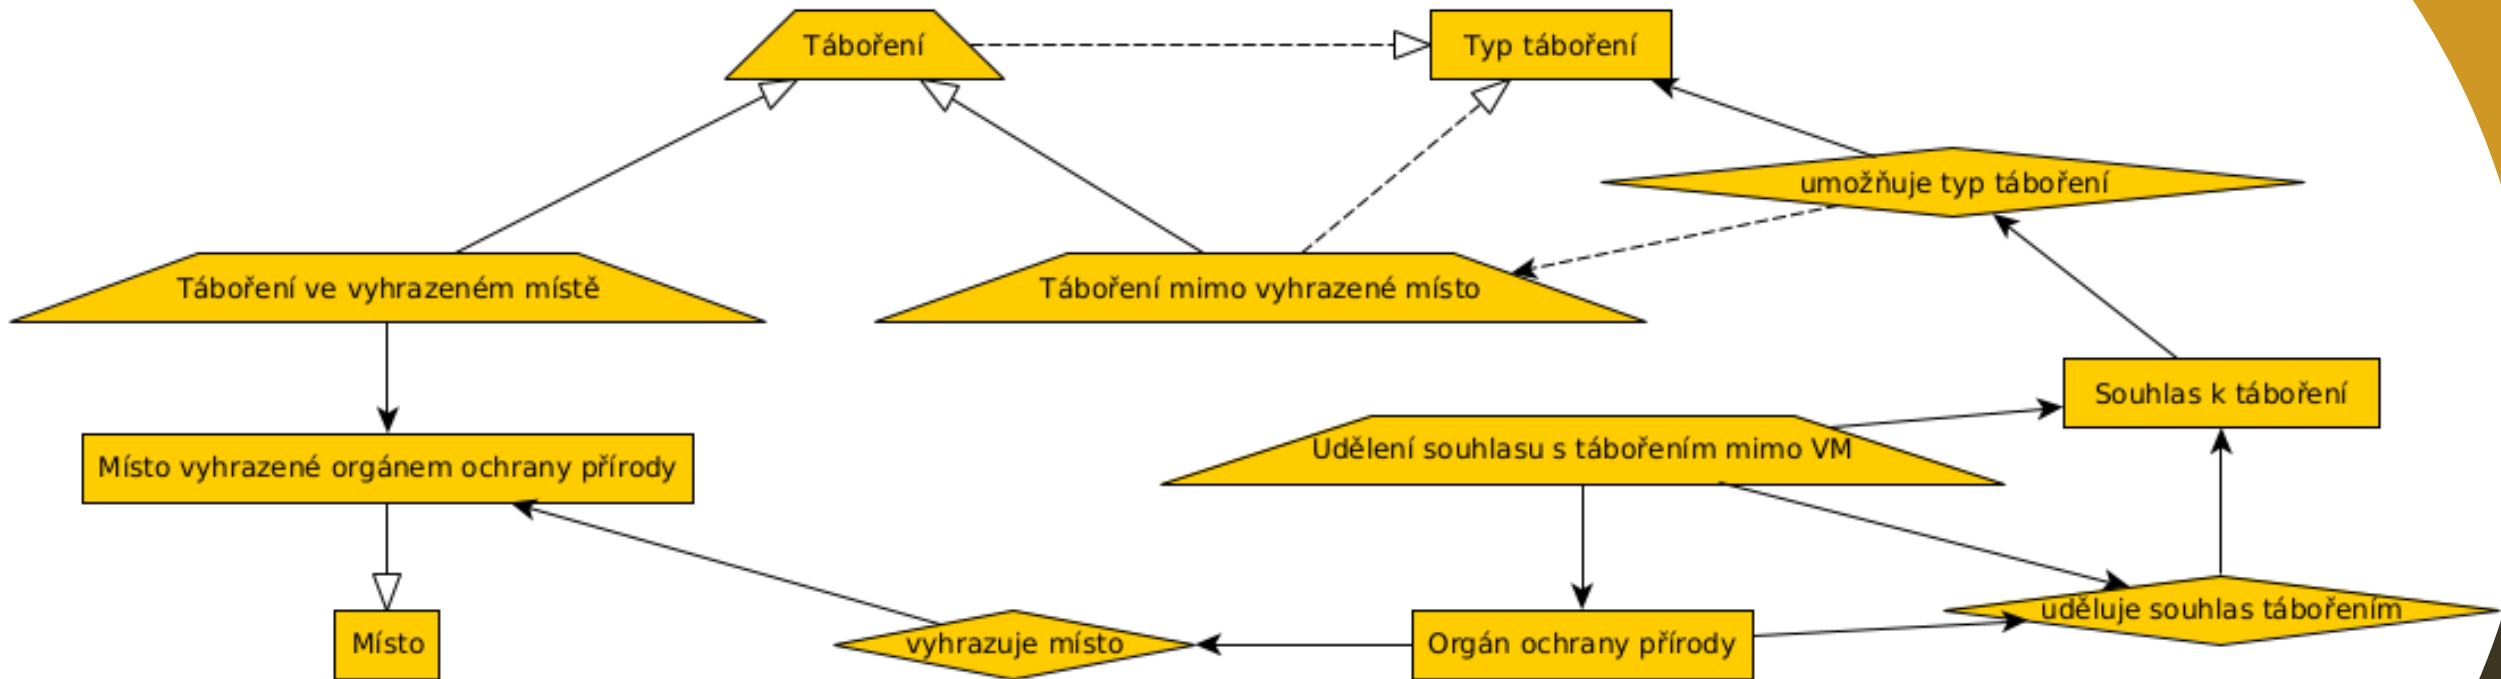 Táboření
Typ táboření
umožňuje typ táboření
Táboření ve vyhrazeném místě
Táboření mimo vyhrazené místo
Souhlas k táboření
Udělení souhlasu s tábořením mimo VM
Místo vyhrazené orgánem ochrany přírody
uděluje souhlas tábořením
Místo
vyhrazuje místo
Orgán ochrany přírody